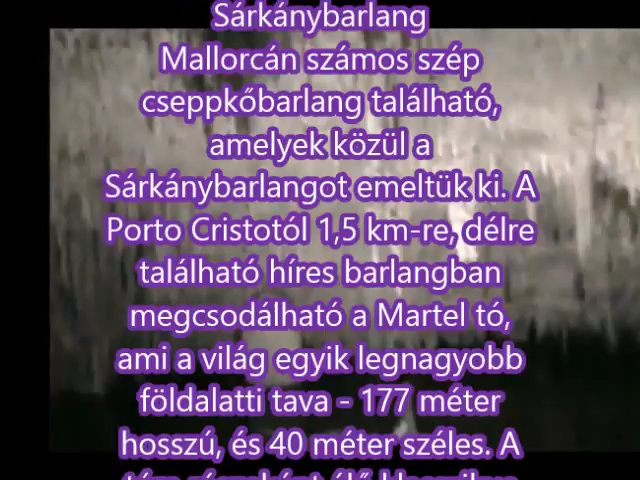 Sárkánybarlang
Mallorcán számos szép
cseppkőbarlang található,
amelyek közül a
Sárkánybarlangot emeltük ki. A
Porto Cristotól 1,5 km-re, délre
található híres barlangban
megcsodálható a Martel tó,
ami a világ egyik legnagyobb
földalatti tava - 177 méter
hosszú, és 40 méter széles. A